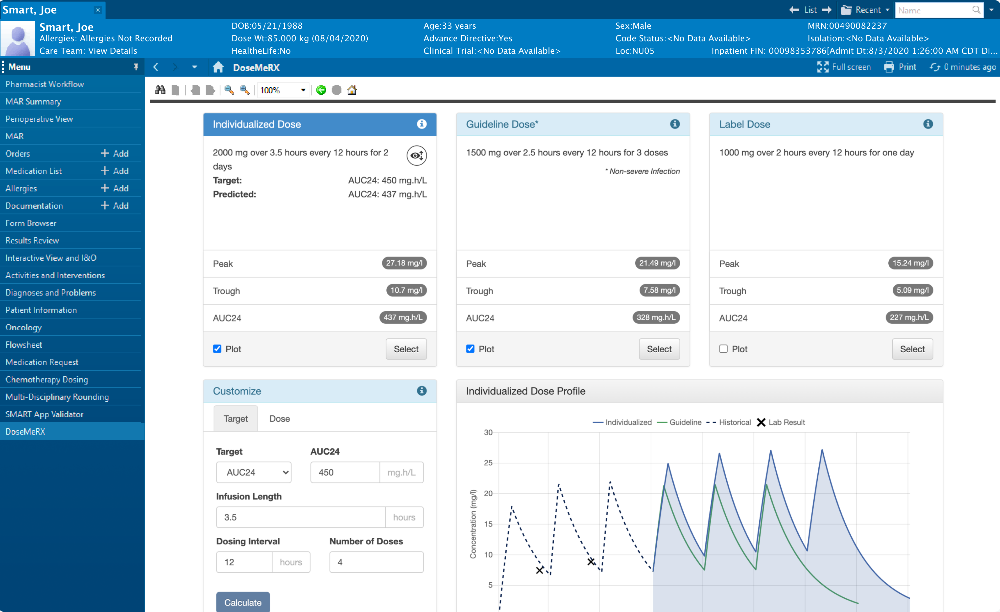 Smart, Joe
List
Recent
Name
Smart, Joe
DOB:05/21/1988
Age:33 years
Sex:Male
MRN:00490082237
Allergies: Allergies Not Recorded
Dose Wt:85.000 kg (08/04/2020)
Advance Directive:Yes
Code Status:<No Data Available>
Isolation:<No Data Available>
Care Team: View Details
HealtheLife:No
Clinical Trial:<No Data Available>
Loc:NU05
Inpatient FIN: 00098353786[Admit Dt:8/3/2020 1:26:00 AM CDT Di...
Menu
DoseMeRX
Full screen
Print
0 minutes ago
Pharmacist Workflow
MAR Summary
Perioperative View
MAR
Orders + Add
Medication List + Add
Allergies + Add
Documentation + Add
Form Browser
Results Review
Interactive View and I&O
Activities and Interventions
Diagnoses and Problems
Patient Information
Oncology
Flowsheet
Medication Request
Chemotherapy Dosing
Multi-Disciplinary Rounding
SMART App Validator
DoseMeRX
100%
Individualized Dose
2000 mg over 3.5 hours every 12 hours for 2
days
Target: AUC24: 450 mg.h/L
Predicted: AUC24: 437 mg.h/L
Peak 27.18 mg/l
Trough 10.7 mg/l
AUC24 437 mg.h/L
Plot Select
Guideline Dose*
1500 mg over 2.5 hours every 12 hours for 3 doses
* Non-severe Infection
Peak 21.49 mg/l
Trough 7.58 mg/l
AUC24 328 mg.h/L
Plot Select
Label Dose
1000 mg over 2 hours every 12 hours for one day
Peak 15.24 mg/l
Trough 5.09 mg/l
AUC24 227 mg.h/L
Plot Select
Customize
Target Dose
Target AUC24
AUC24 450 mg.h/L
Infusion Length
3.5 hours
Dosing Interval Number of Doses
12 hours 4
Calculate
Individualized Dose Profile
Individualized Guideline Historical Lab Result
Concentration (mg/l)
30
25
20
15
10
5